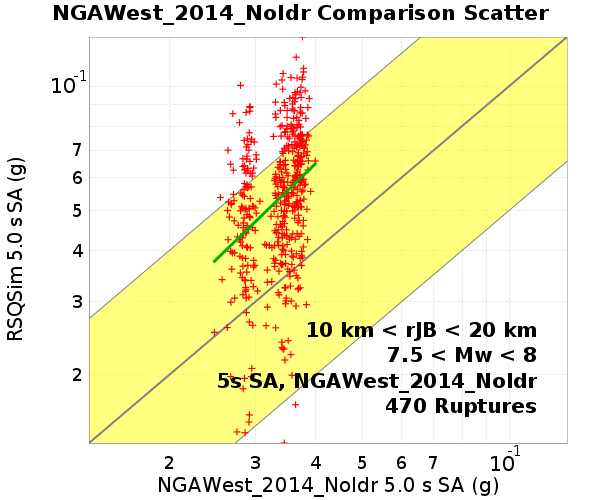 NGAWest_2014_NoIdr Comparison Scatter
RSQSim 5.0 s SA (g)
10⁻¹
7
6
5
4
3
2
10 km < rJB < 20 km
7.5 < Mw < 8
5s SA, NGAWest_2014_NoIdr
470 Ruptures
2 3 4 5 6 7 10⁻¹
NGAWest_2014_NoIdr 5.0 s SA (g)